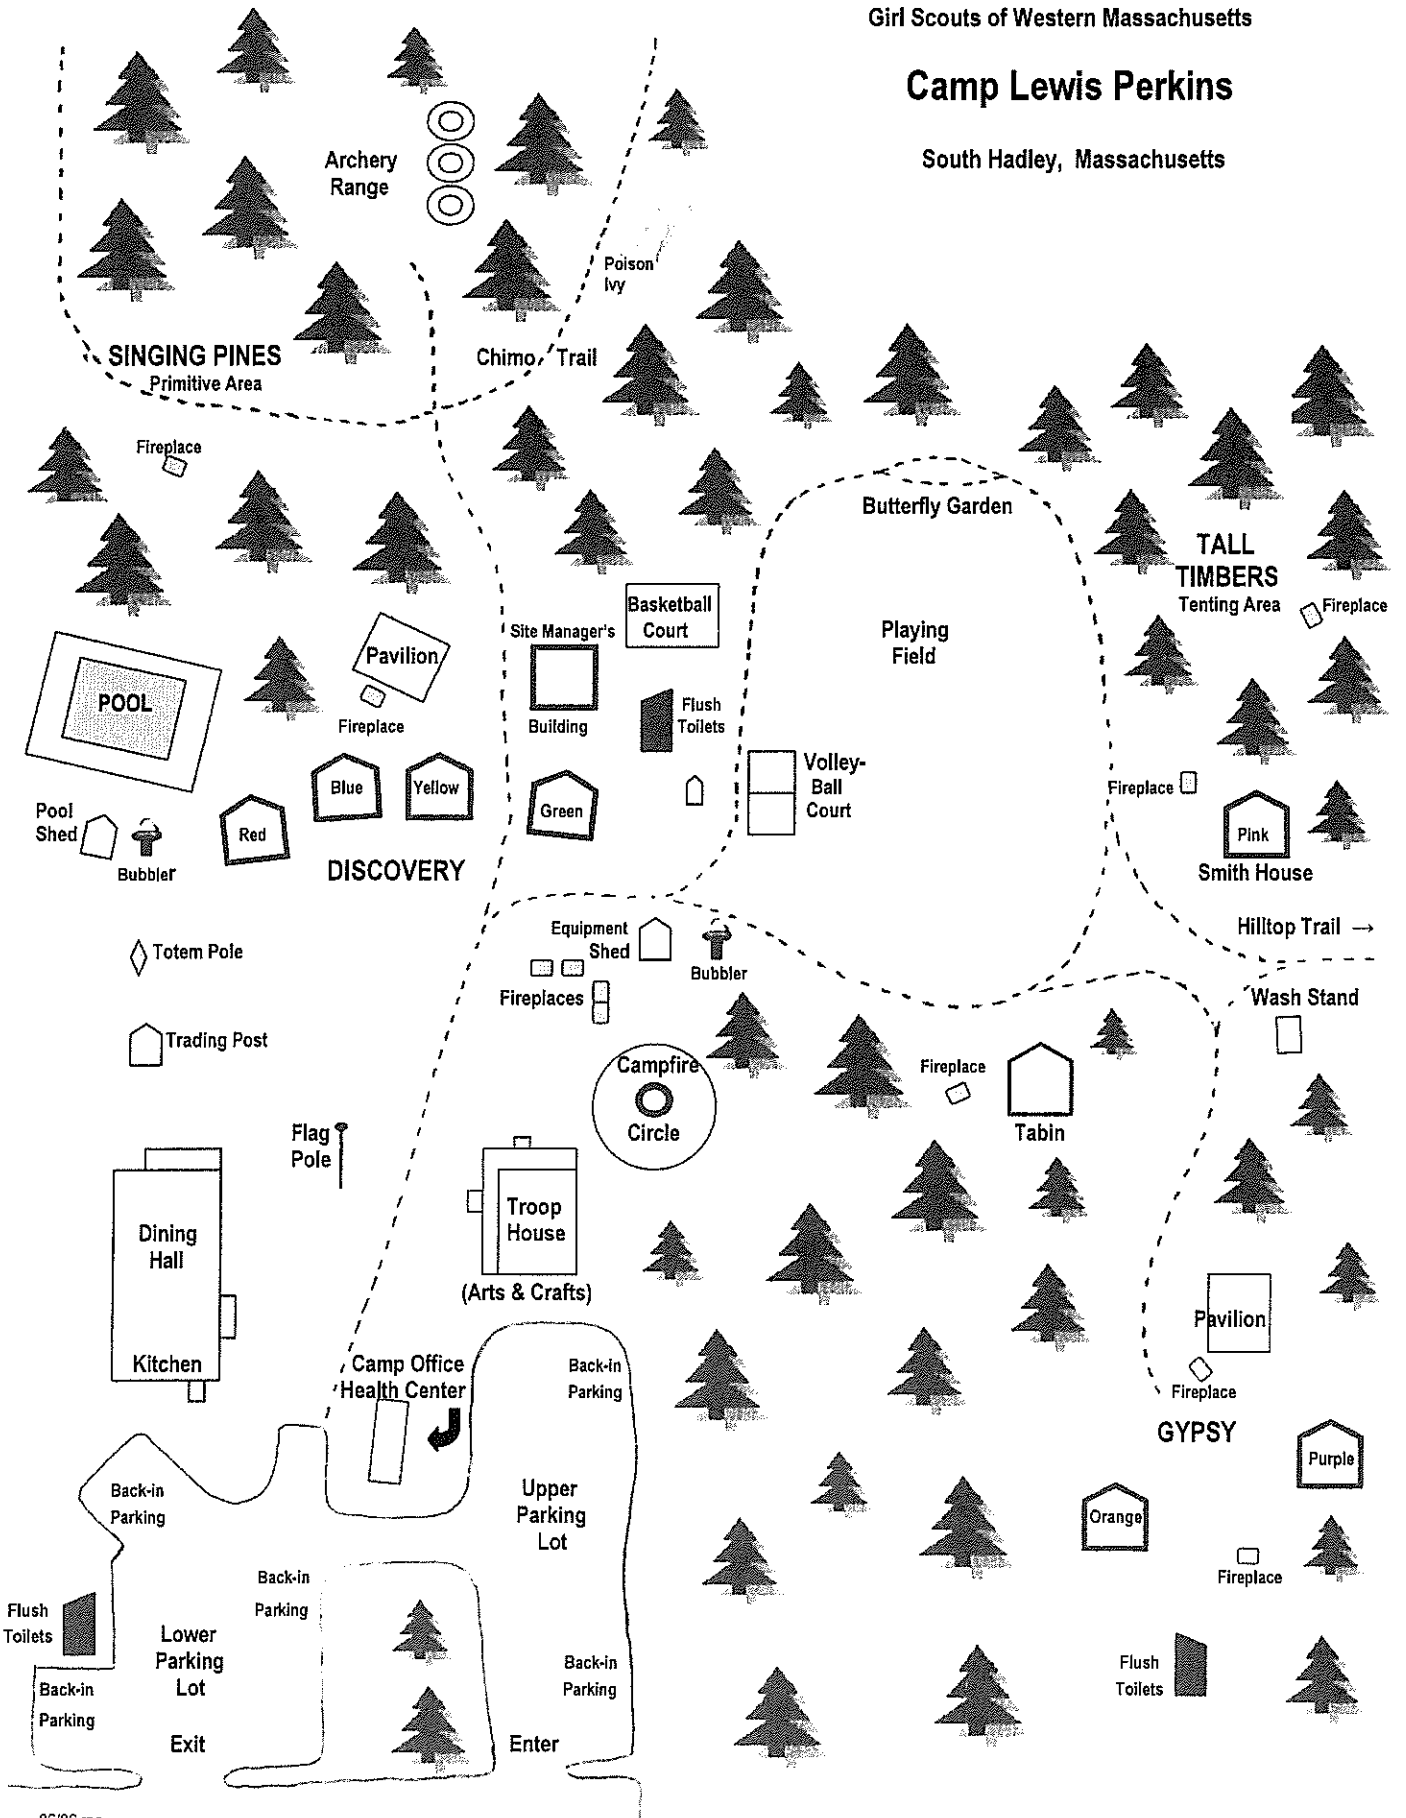 Girl Scouts of Western Massachusetts
Camp Lewis Perkins
South Hadley, Massachusetts
Archery
Range
Poison
Ivy
SINGING PINES
Primitive Area
Chimo Trail
Fireplace
Butterfly Garden
TALL
TIMBERS
Tenting Area
Fireplace
Basketball
Court
Playing
Field
Site Manager's
Building
Pavilion
Fireplace
POOL
Flush
Toilets
Volley-
Ball
Court
Fireplace
Blue
Yellow
Green
Red
Pool
Shed
Bubbler
DISCOVERY
Pink
Smith House
Hilltop Trail →
Equipment
Shed
Bubbler
Fireplaces
Totem Pole
Trading Post
Wash Stand
Campfire
Circle
Fireplace
Tabin
Flag
Pole
Dining
Hall
Kitchen
Troop
House
(Arts & Crafts)
Pavilion
Fireplace
GYPSY
Camp Office
Health Center
Back-in
Parking
Purple
Orange
Fireplace
Back-in
Parking
Upper
Parking
Lot
Back-in
Parking
Flush
Toilets
Lower
Parking
Lot
Back-in
Parking
Back-in
Parking
Flush
Toilets
Exit
Enter